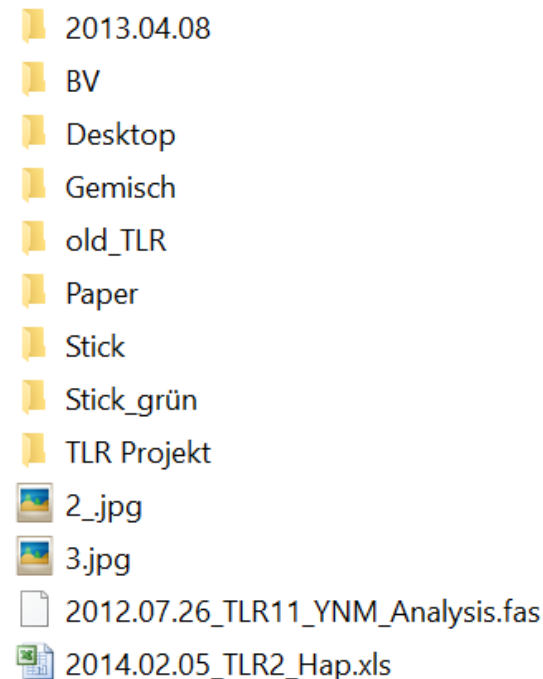 2013.04.08
BV
Desktop
Gemisch
old_TLR
Paper
Stick
Stick_grün
TLR Projekt
2_.jpg
3.jpg
2012.07.26_TLR11_YNM_Analysis.fas
2014.02.05_TLR2_Hap.xls